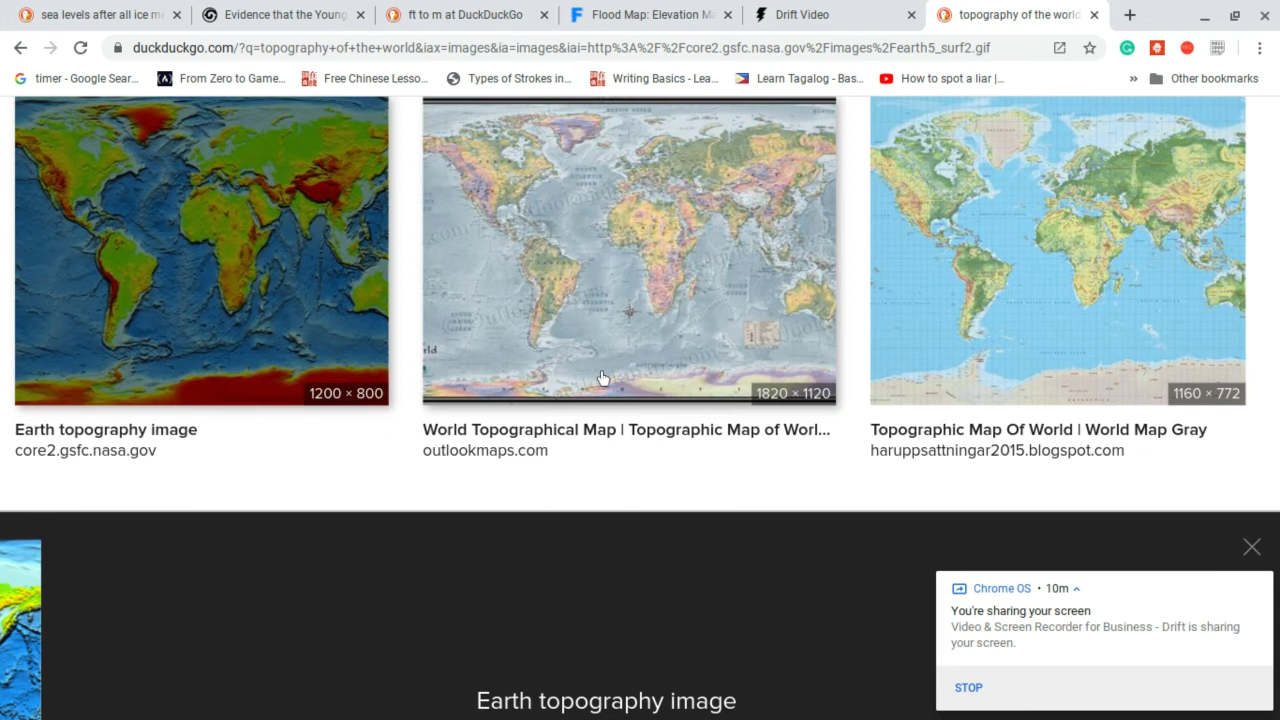 sea levels after all ice me
Evidence that the Young
ft to m at DuckDuckGo
Flood Map: Elevation Ma
Drift Video
topography of the world
duckduckgo.com/?q=topography+of+the+world&iax=images&ia=images&iai=http%3A%2F%2Fcore2.gsfc.nasa.gov%2Fimages%2Fearth5_surf2.gif
timer - Google Sear...
From Zero to Game...
Free Chinese Lesso...
Types of Strokes in...
Writing Basics - Lea...
Learn Tagalog - Bas...
How to spot a liar |...
»
Other bookmarks
1200 × 800
1820 × 1120
1160 × 772
Earth topography image
core2.gsfc.nasa.gov
World Topographical Map | Topographic Map of Worl...
outlookmaps.com
Topographic Map Of World | World Map Gray
haruppsattningar2015.blogspot.com
Chrome OS • 10m
You're sharing your screen
Video & Screen Recorder for Business - Drift is sharing
your screen.
STOP
Earth topography image